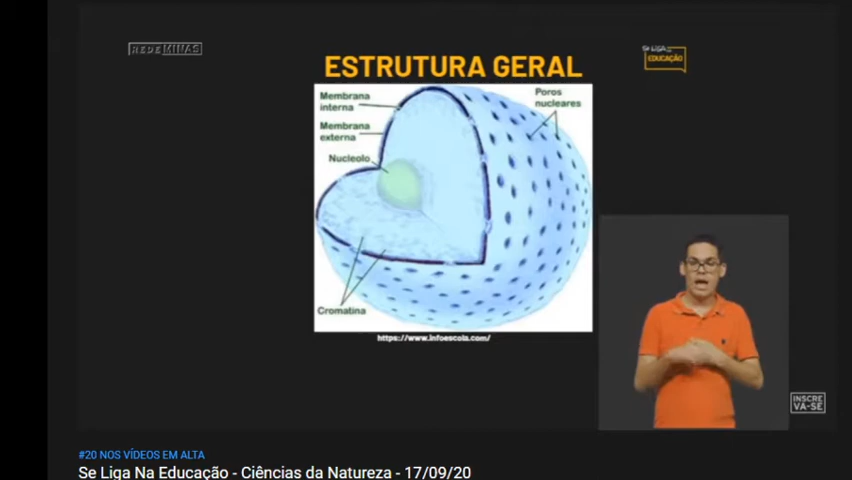 REDE MINAS
Se Liga na
EDUCAÇÃO
ESTRUTURA GERAL
Membrana
interna
Poros
nucleares
Membrana
externa
Nucleolo
Cromatina
https://www.infoescola.com/
INSCRE
VA-SE
#20 NOS VÍDEOS EM ALTA
Se Liga Na Educação - Ciências da Natureza - 17/09/20